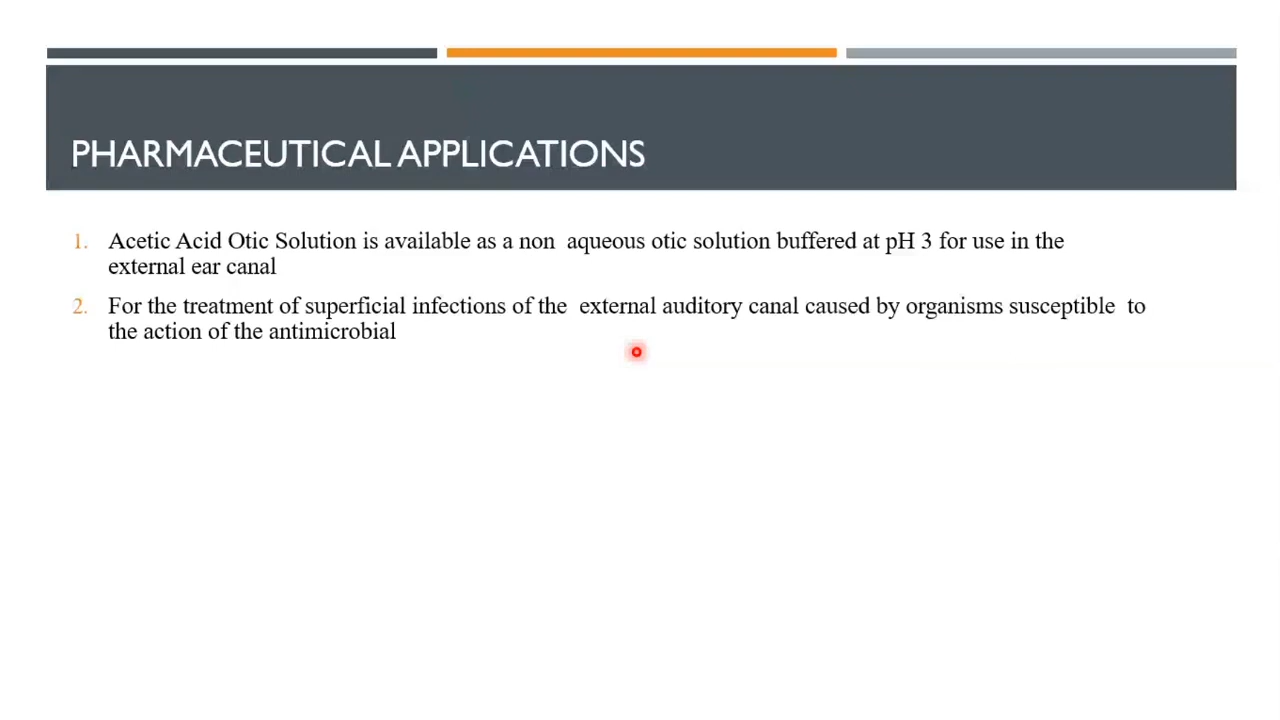 PHARMACEUTICAL APPLICATIONS
1. Acetic Acid Otic Solution is available as a non  aqueous otic solution buffered at pH 3 for use in the
external ear canal
2. For the treatment of superficial infections of the  external auditory canal caused by organisms susceptible  to
the action of the antimicrobial